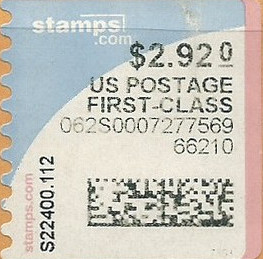 stamps.com
$2.920
US POSTAGE
FIRST-CLASS
062S0007277569
66210
stamps.com
S22400.112